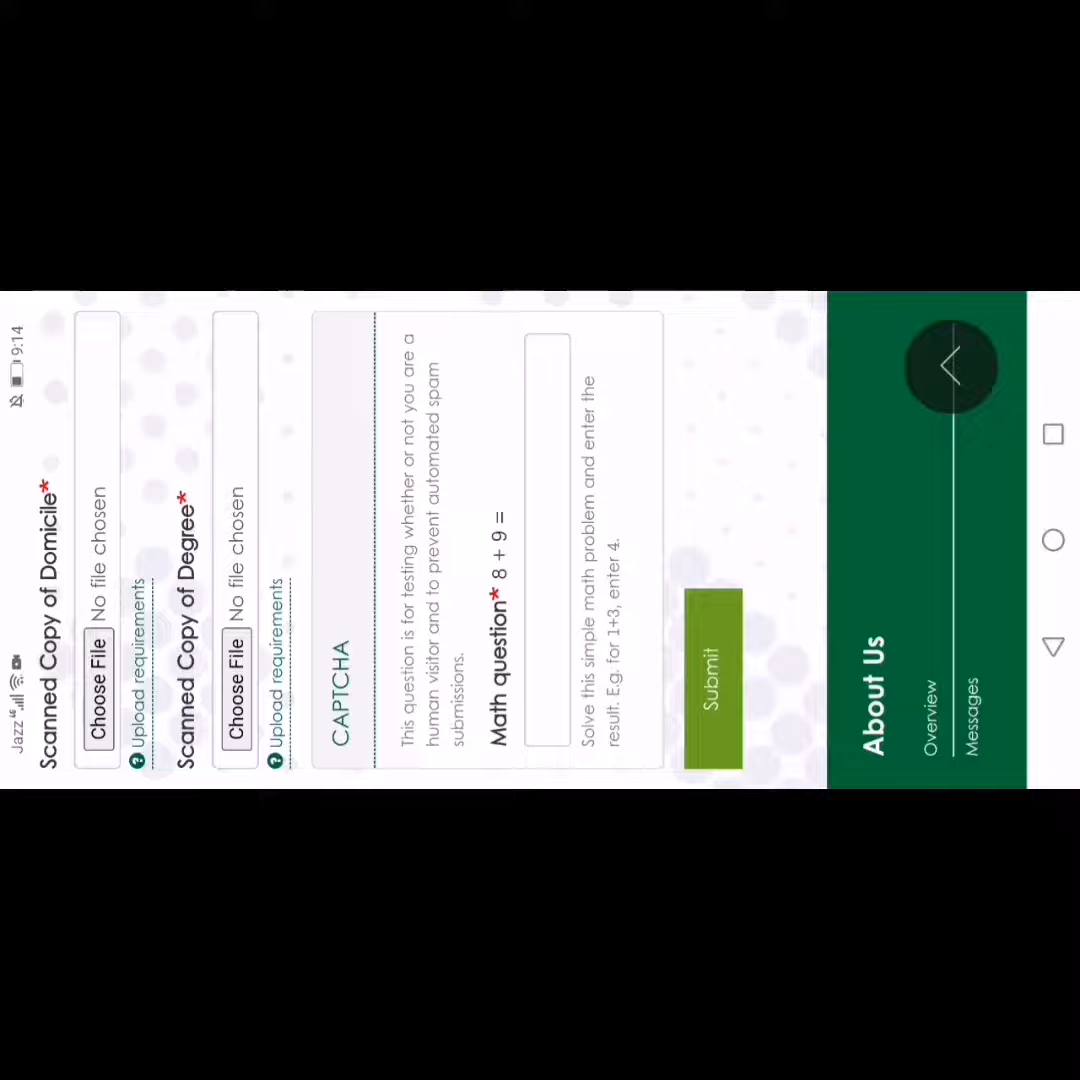 Jazz 4G 9:14
Scanned Copy of Domicile*
Choose File No file chosen
? Upload requirements
Scanned Copy of Degree*
Choose File No file chosen
? Upload requirements
CAPTCHA
This question is for testing whether or not you are a
human visitor and to prevent automated spam
submissions.
Math question* 8 + 9 =
Solve this simple math problem and enter the
result. E.g. for 1+3, enter 4.
Submit
About Us
Overview
Messages